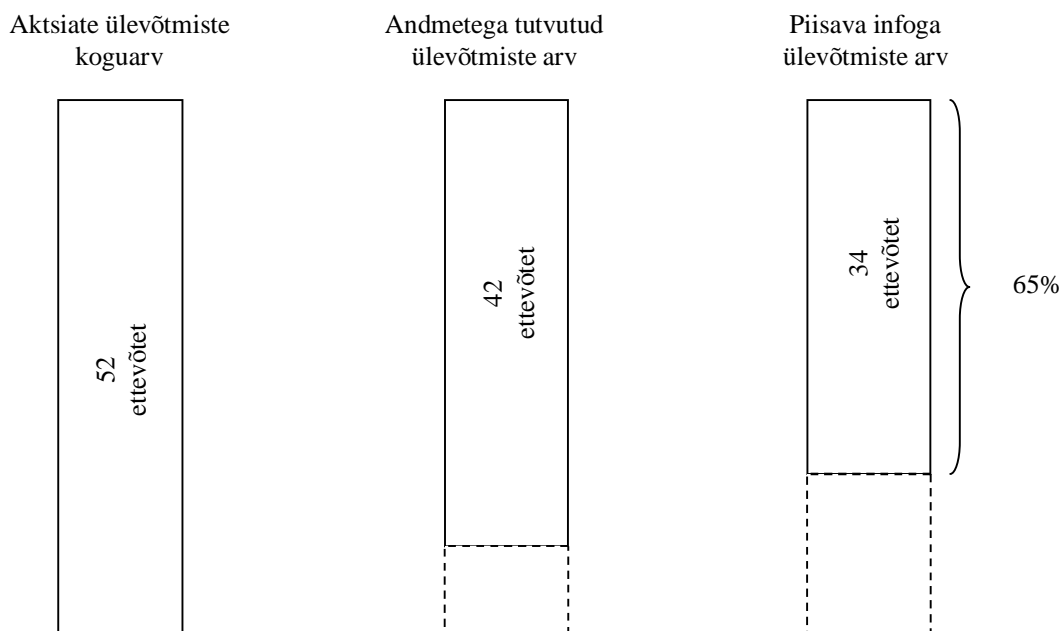 Aktsiate ülevõtmiste
koguarv
Andmetega tutvutud
ülevõtmiste arv
Piisava infoga
ülevõtmiste arv
52
ettevõtet
42
ettevõtet
34
ettevõtet
65%